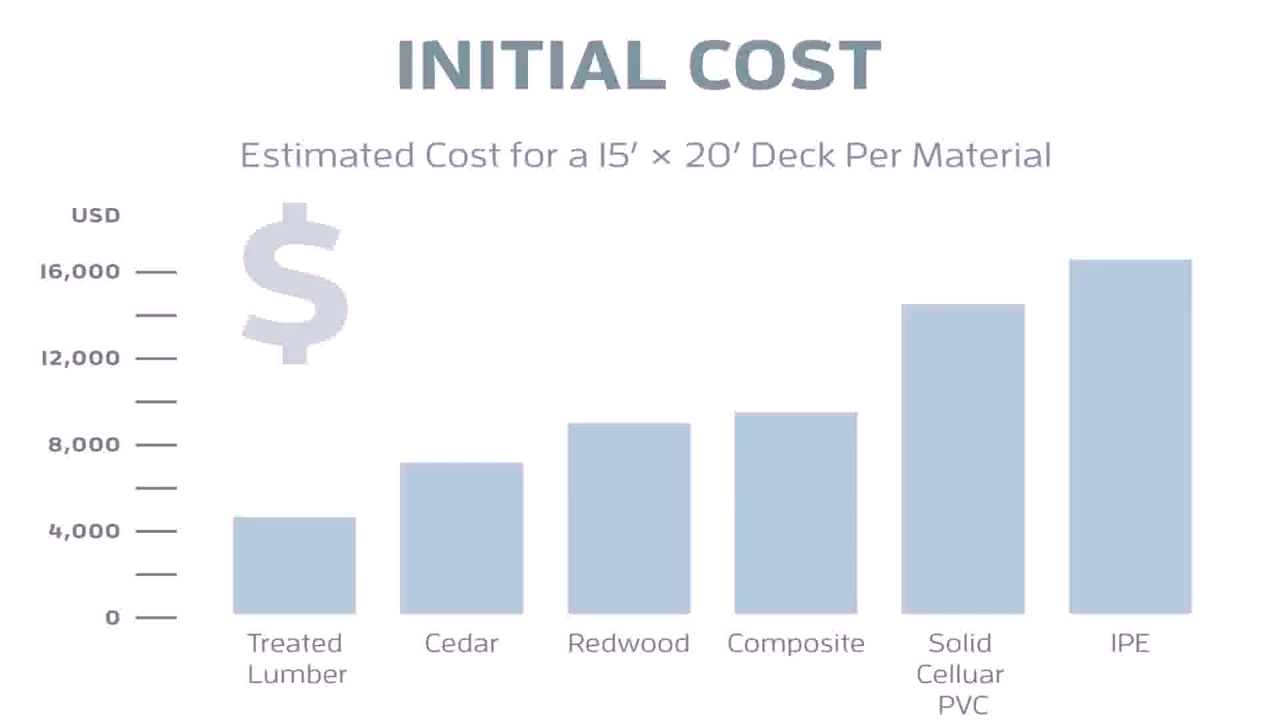 INITIAL COST
Estimated Cost for a 15′ × 20′ Deck Per Material
USD
$
16,000
12,000
8,000
4,000
0
Treated
Lumber
Cedar
Redwood
Composite
Solid
Celluar
PVC
IPE